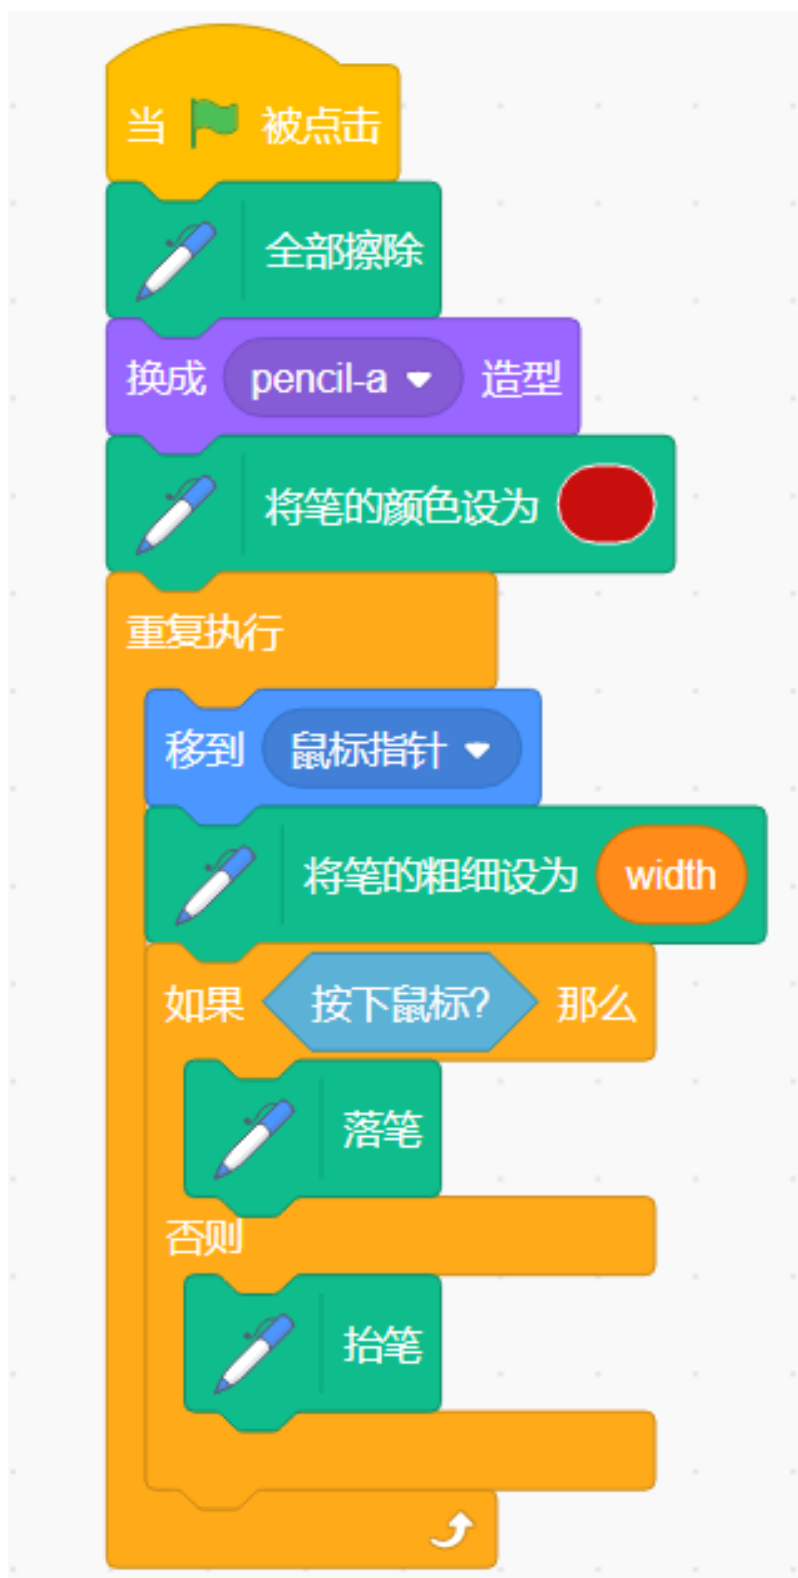 当 被点击
全部擦除
换成 pencil-a 造型
将笔的颜色设为
重复执行
移到 鼠标指针
将笔的粗细设为 width
如果 按下鼠标? 那么
落笔
否则
抬笔